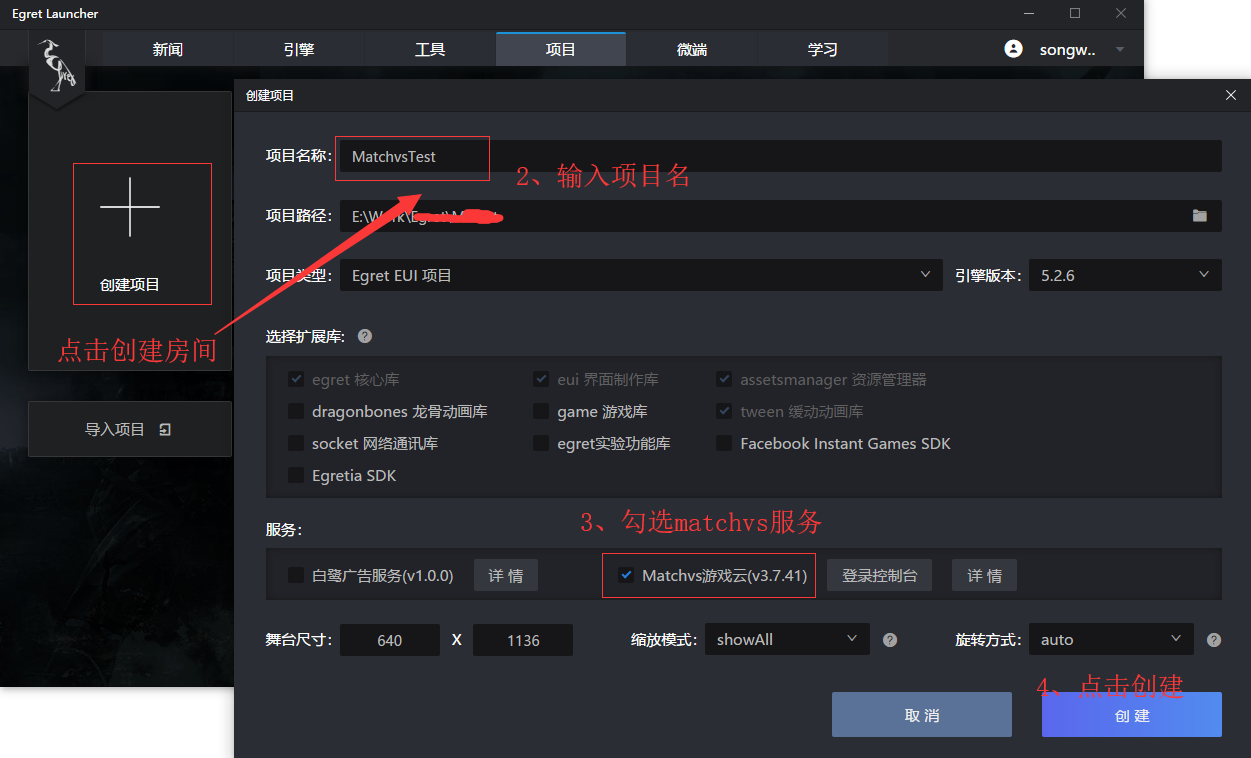 Egret Launcher
新闻 引擎 工具 项目 微端 学习 songw..
创建项目
项目名称: MatchvsTest
2、输入项目名
项目路径: E:\Work\Egret\
项目类型: Egret EUI 项目 引擎版本: 5.2.6
创建项目
点击创建房间
导入项目
选择扩展库: ?
egret 核心库 eui 界面制作库 assetsmanager 资源管理器
dragonbones 龙骨动画库 game 游戏库 tween 缓动动画库
socket 网络通讯库 egret实验功能库 Facebook Instant Games SDK
Egretia SDK
3、勾选matchvs服务
服务:
白鹭广告服务(v1.0.0) 详 情 Matchvs游戏云(v3.7.41) 登录控制台 详 情
舞台尺寸: 640 X 1136 缩放模式: showAll ? 旋转方式: auto ?
4、点击创建
取 消 创 建